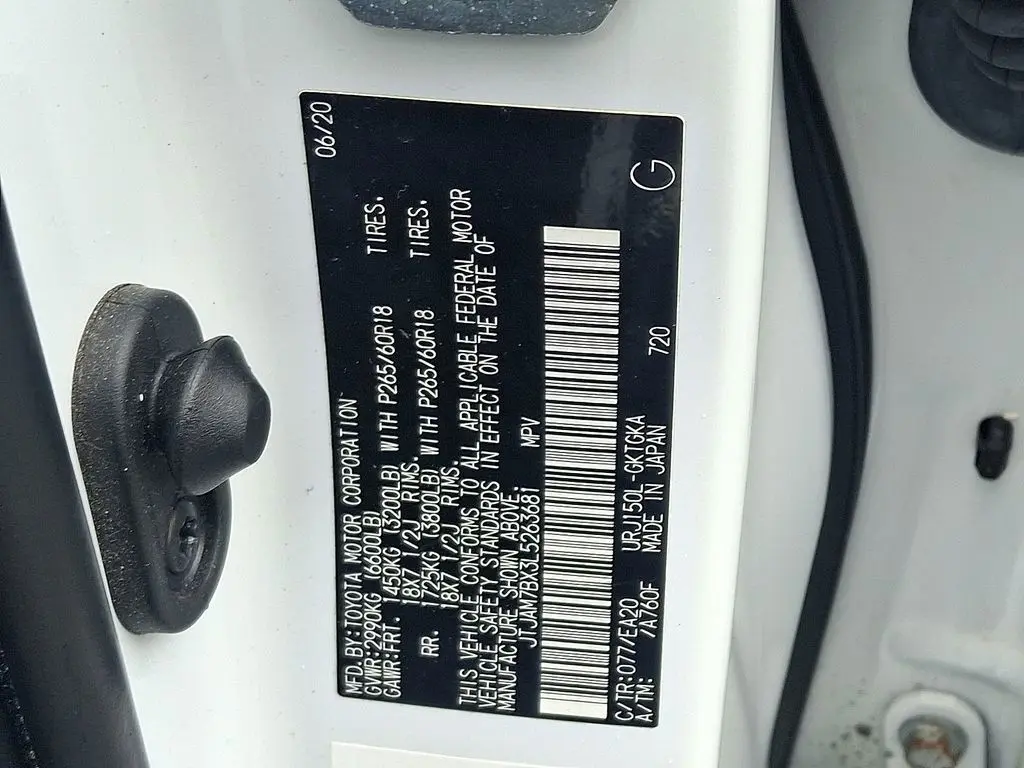 MFD.BY:TOYOTA MOTOR CORPORATION 06/20
GVWR:2990KG (6600LB)
GAWR:FRT. 1450KG (3200LB) WITH P265/60R18 TIRES,
18X7 1/2J RIMS.
RR. 1725KG (3800LB) WITH P265/60R18 TIRES,
18X7 1/2J RIMS.
THIS VEHICLE CONFORMS TO ALL APPLICABLE FEDERAL MOTOR
VEHICLE SAFETY STANDARDS IN EFFECT ON THE DATE OF
MANUFACTURE SHOWN ABOVE.
JTJAM7BX3L5263681 MPV
C/TR:077/EA20 URJ150L-GKTGKA 720 G
A/TM: /A760F MADE IN JAPAN